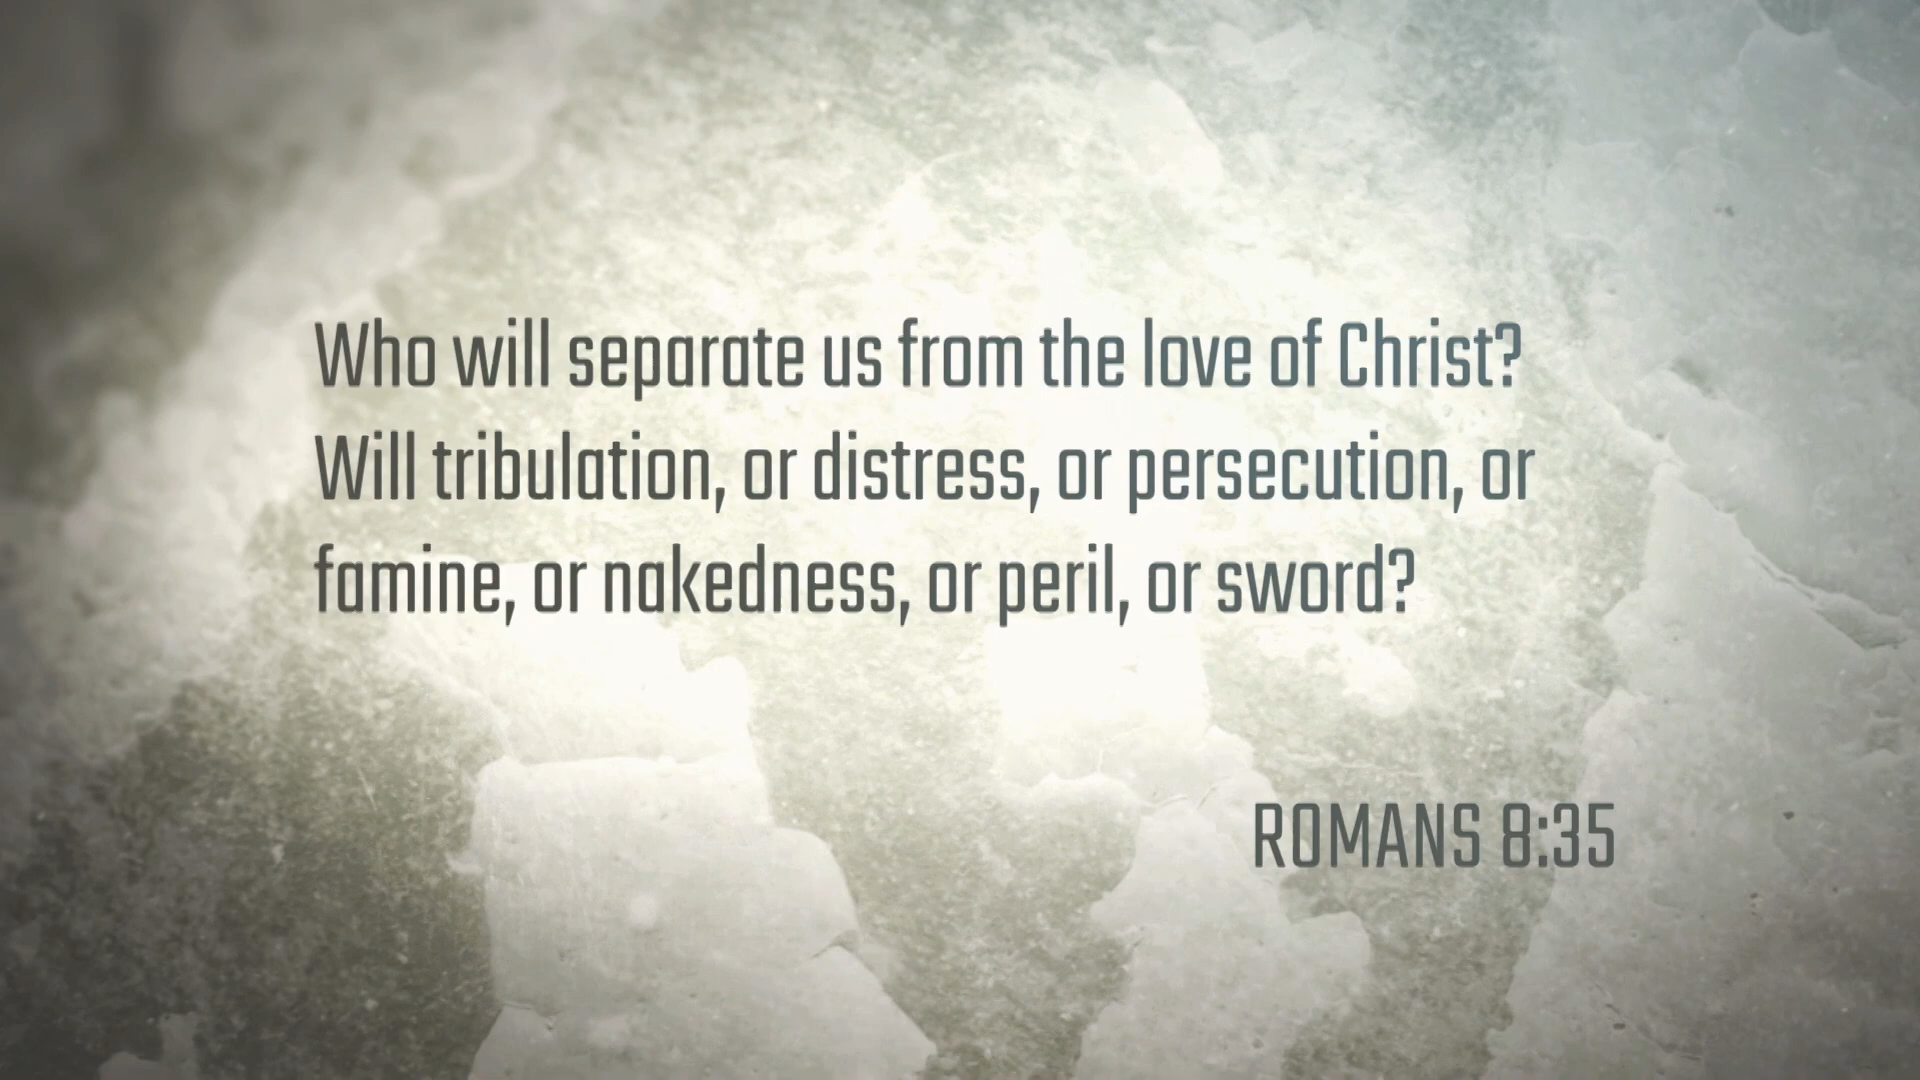 Who will separate us from the love of Christ?
Will tribulation, or distress, or persecution, or
famine, or nakedness, or peril, or sword?
ROMANS 8:35